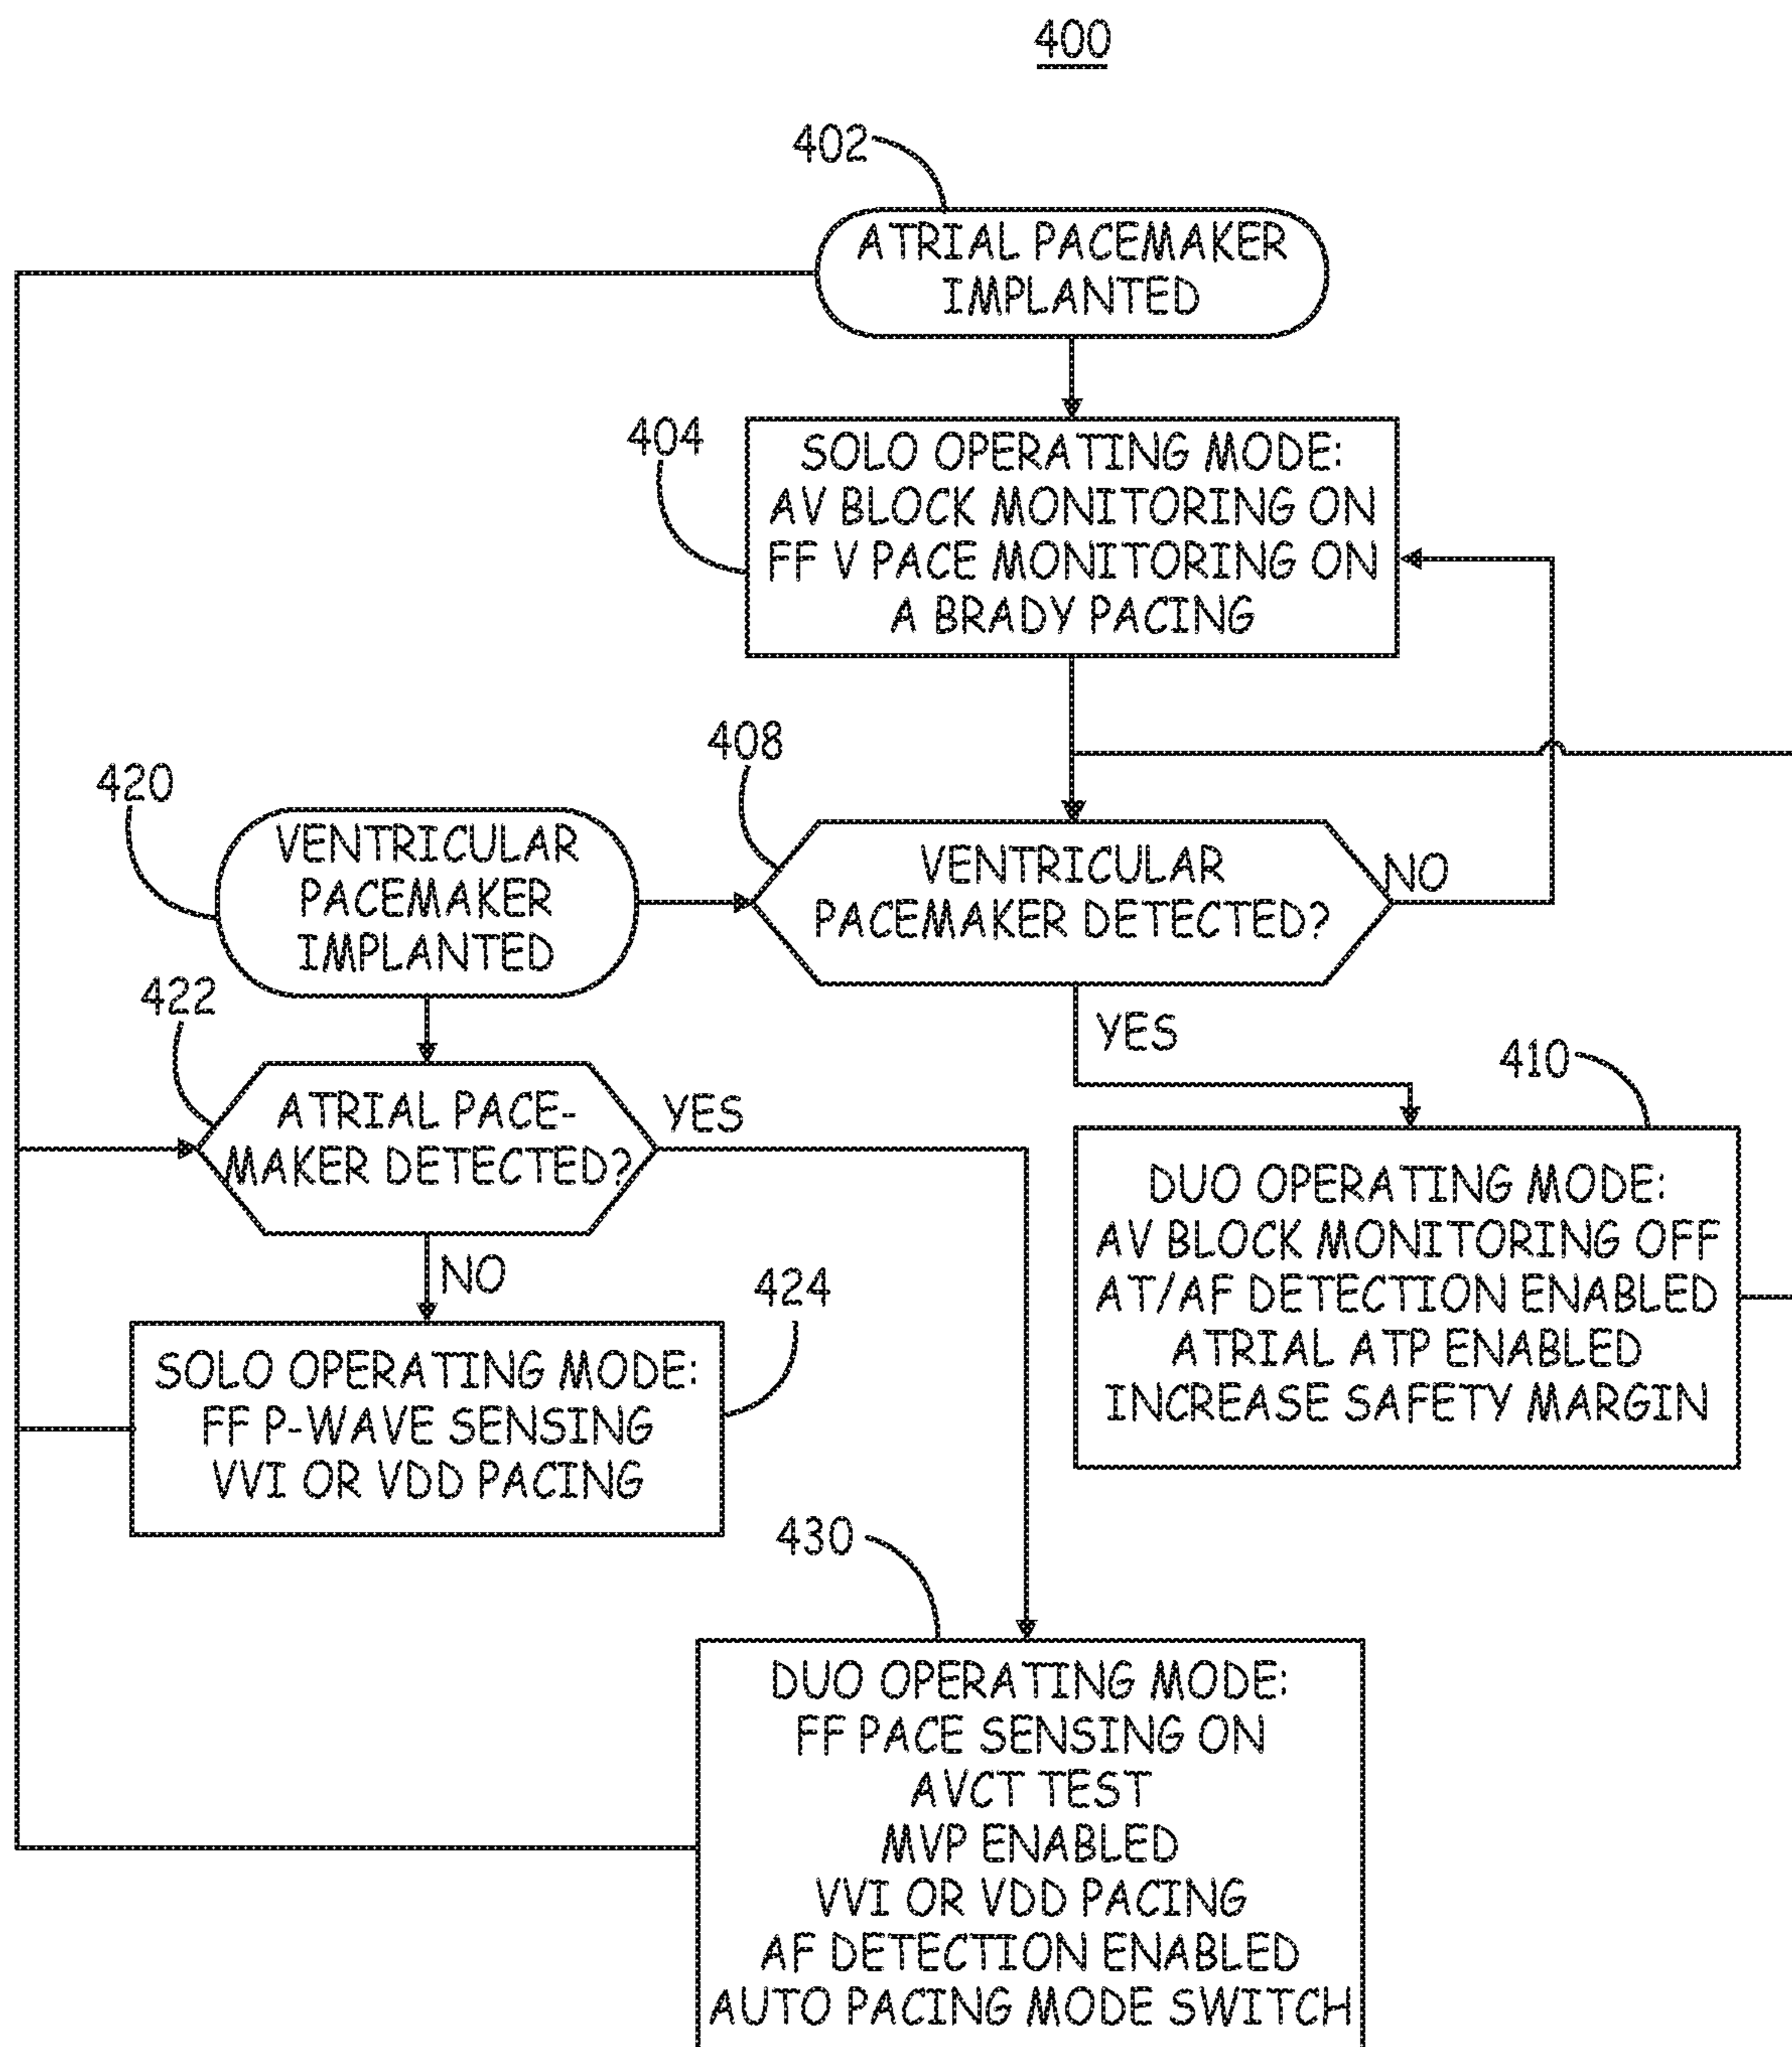 400
402
ATRIAL PACEMAKER
IMPLANTED
404
SOLO OPERATING MODE:
AV BLOCK MONITORING ON
FF V PACE MONITORING ON
A BRADY PACING
408
VENTRICULAR
PACEMAKER DETECTED?
NO
YES
420
VENTRICULAR
PACEMAKER
IMPLANTED
422
ATRIAL PACE-
MAKER DETECTED?
YES
NO
410
DUO OPERATING MODE:
AV BLOCK MONITORING OFF
AT/AF DETECTION ENABLED
ATRIAL ATP ENABLED
INCREASE SAFETY MARGIN
424
SOLO OPERATING MODE:
FF P-WAVE SENSING
VVI OR VDD PACING
430
DUO OPERATING MODE:
FF PACE SENSING ON
AVCT TEST
MVP ENABLED
VVI OR VDD PACING
AF DETECTION ENABLED
AUTO PACING MODE SWITCH